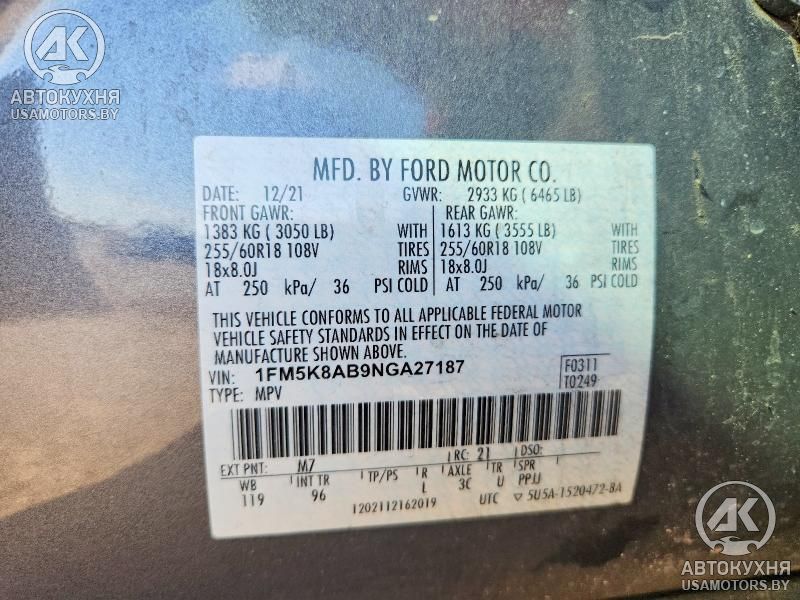 AK
АВТОКУХНЯ
USAMOTORS.BY
MFD. BY FORD MOTOR CO.
DATE: 12/21 GVWR: 2933 KG ( 6465 LB)
FRONT GAWR: REAR GAWR:
1383 KG ( 3050 LB) WITH 1613 KG ( 3555 LB) WITH
255/60R18 108V TIRES 255/60R18 108V TIRES
18x8.0J RIMS 18x8.0J RIMS
AT 250 kPa/ 36 PSI COLD AT 250 kPa/ 36 PSI COLD
THIS VEHICLE CONFORMS TO ALL APPLICABLE FEDERAL MOTOR
VEHICLE SAFETY STANDARDS IN EFFECT ON THE DATE OF
MANUFACTURE SHOWN ABOVE.
VIN: 1FM5K8AB9NGA27187 F0311
TYPE: MPV T0249
EXT PNT: M7 RC: 21 DSO:
WB INT TR TP/PS R AXLE TR SPR
119 96 L 3C U PPJJ
1202112162019 UTC 5U5A-1520472-BA
AK
АВТОКУХНЯ
USAMOTORS.BY